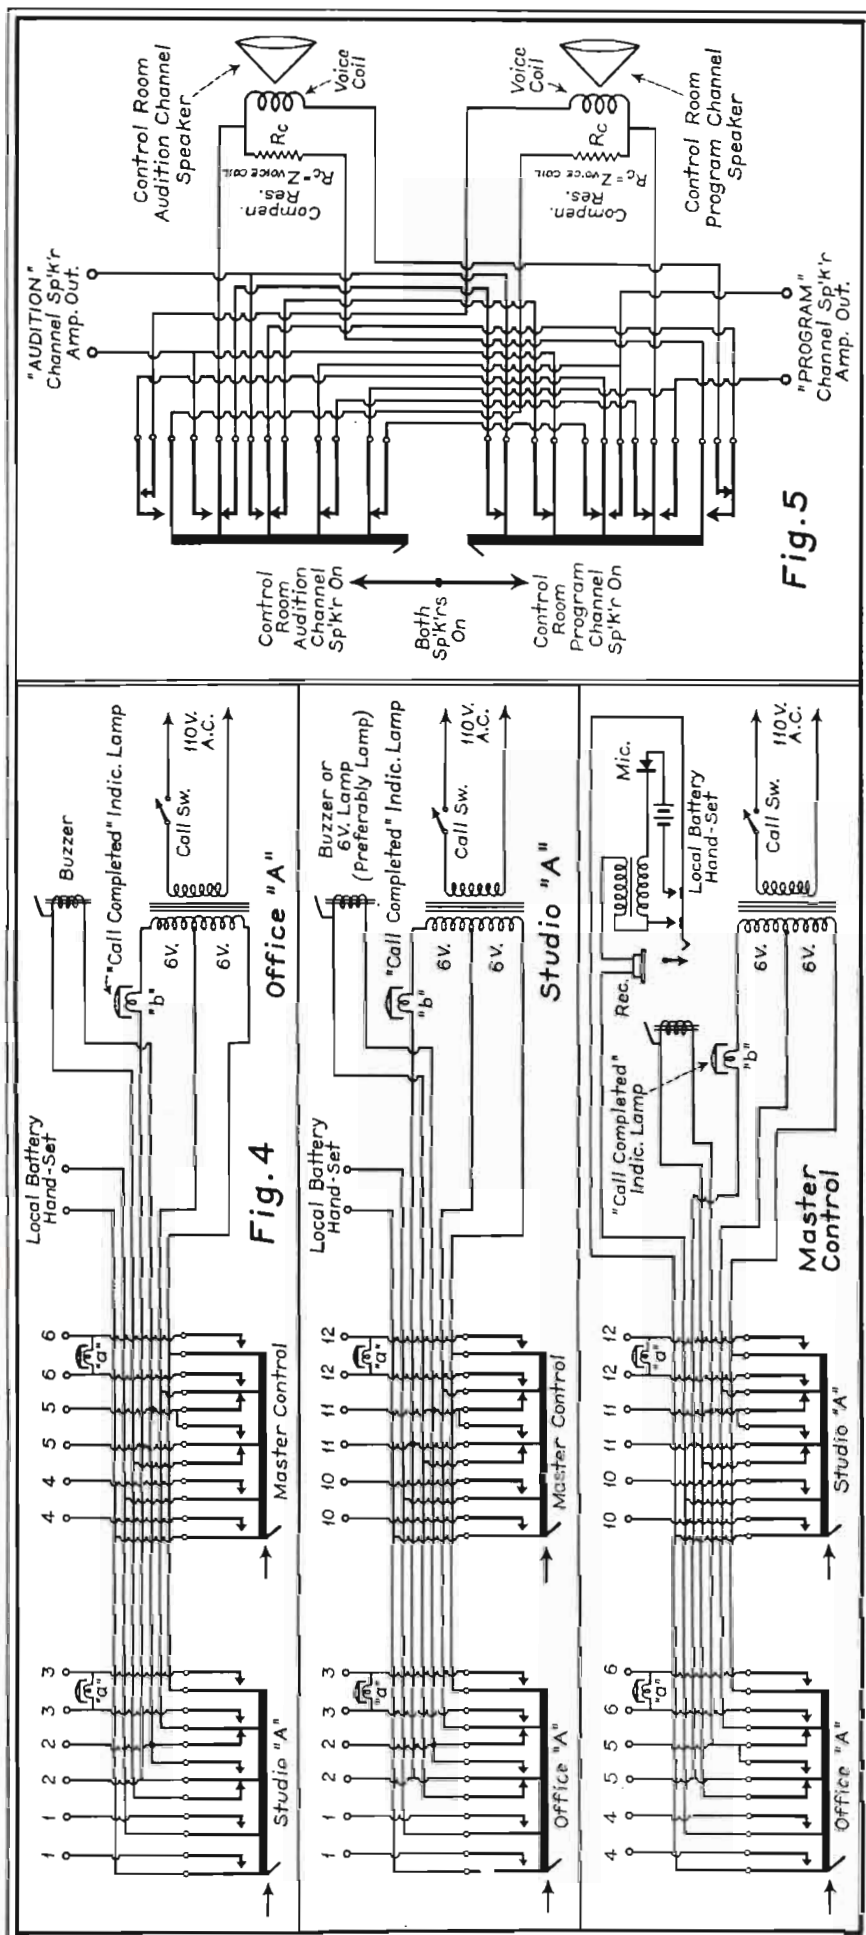 Local Battery
Hand-Set
Buzzer
"Call Completed" Indic. Lamp
"b"
6V.
6V.
Call Sw.
110V.
A.C.
Office "A"
Fig. 4
1
1
2
2
3
3
"a"
Studio "A"
4
4
5
5
6
6
"a"
Master Control
Local Battery
Hand-Set
Buzzer or
6V. Lamp
(Preferably Lamp)
"Call Completed" Indic. Lamp
"b"
6V.
6V.
Call Sw.
110V.
A.C.
Studio "A"
1
1
2
2
3
3
"a"
Office "A"
10
10
11
11
12
12
"a"
Master Control
Rec.
Mic.
Local Battery
Hand-Set
"Call Completed"
Indic. Lamp
"b"
6V.
6V.
Call Sw.
110V.
A.C.
Master
Control
4
4
5
5
6
6
"a"
Office "A"
10
10
11
11
12
12
"a"
Studio "A"
"AUDITION"
Channel Sp'k'r
Amp. Out.
Control Room
Audition Channel
Speaker
Voice
Coil
Rc
Rc=Z VOICE COIL
Compen.
Res.
Voice
Coil
Rc
Rc=Z VOICE COIL
Compen.
Res.
Control Room
Program Channel
Speaker
"PROGRAM"
Channel Sp'k'r
Amp. Out.
Control
Room
Audition
Channel
Sp'k'r On
Both
Sp'k'rs
On
Control
Room
Program
Channel
Sp'k'r On
Fig. 5